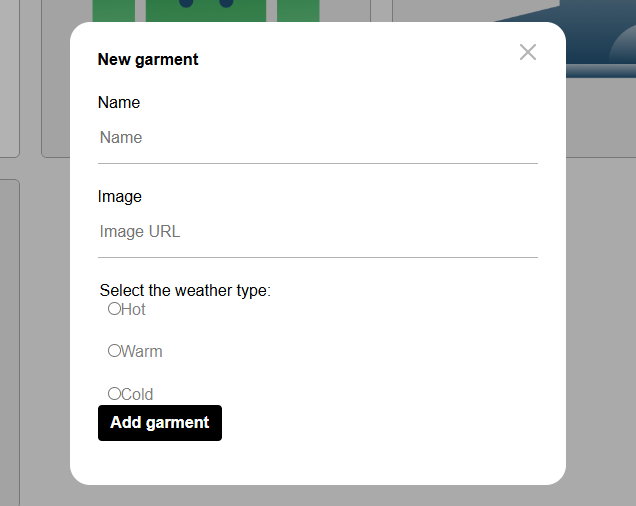 New garment
Name
Name
Image
Image URL
Select the weather type:
Hot
Warm
Cold
Add garment